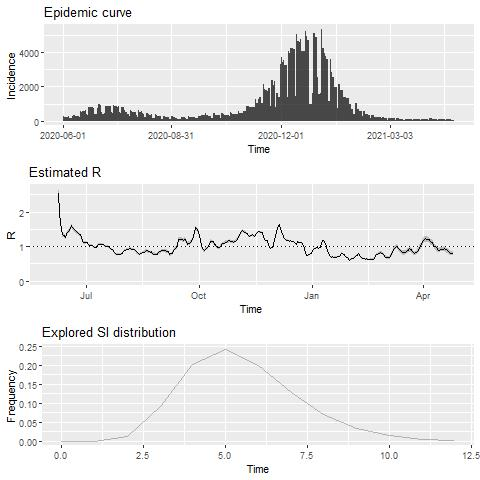 Epidemic curve
Incidence
4000
2000
0
2020-06-01 2020-08-31 2020-12-01 2021-03-03
Time
Estimated R
R
2
1
0
Jul Oct Jan Apr
Time
Explored SI distribution
Frequency
0.25
0.20
0.15
0.10
0.05
0.00
0.0 2.5 5.0 7.5 10.0 12.5
Time